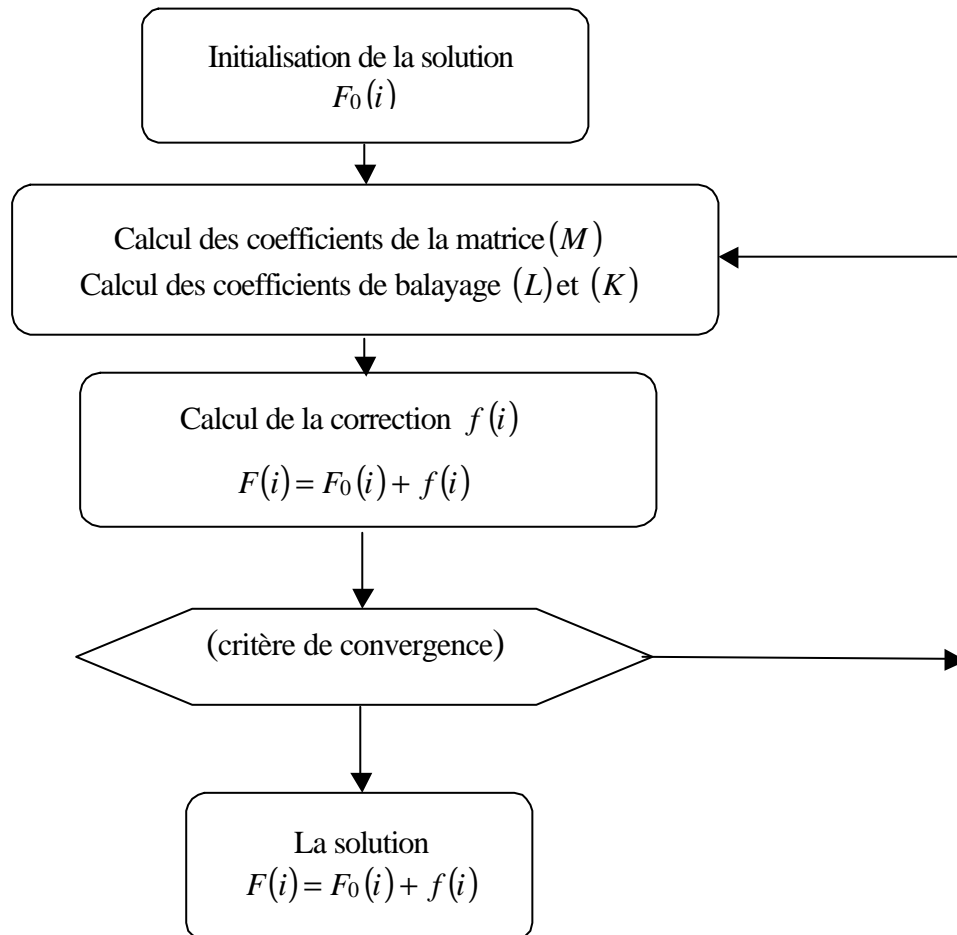 Initialisation de la solution
F₀(i)
Calcul des coefficients de la matrice (M)
Calcul des coefficients de balayage (L) et (K)
Calcul de la correction f(i)
F(i) = F₀(i) + f(i)
(critère de convergence)
La solution
F(i) = F₀(i) + f(i)